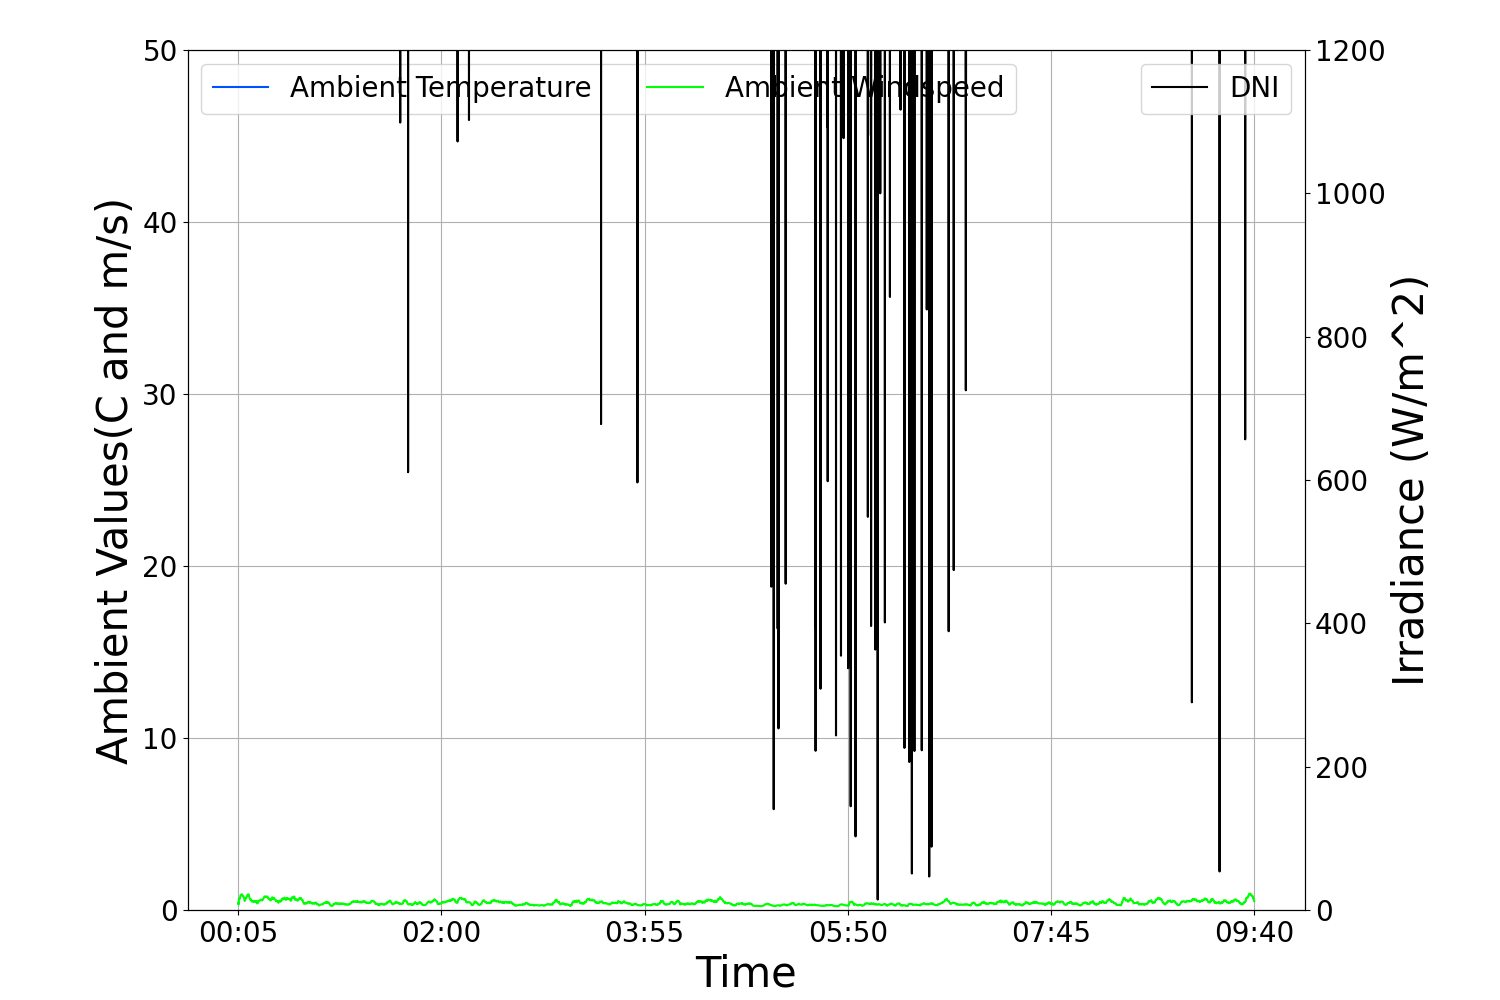 Ambient Temperature
Ambient Windspeed
DNI
Ambient Values(C and m/s)
50
40
30
20
10
0
1200
1000
800
600
400
200
0
Irradiance (W/m^2)
00:05 02:00 03:55 05:50 07:45 09:40
Time